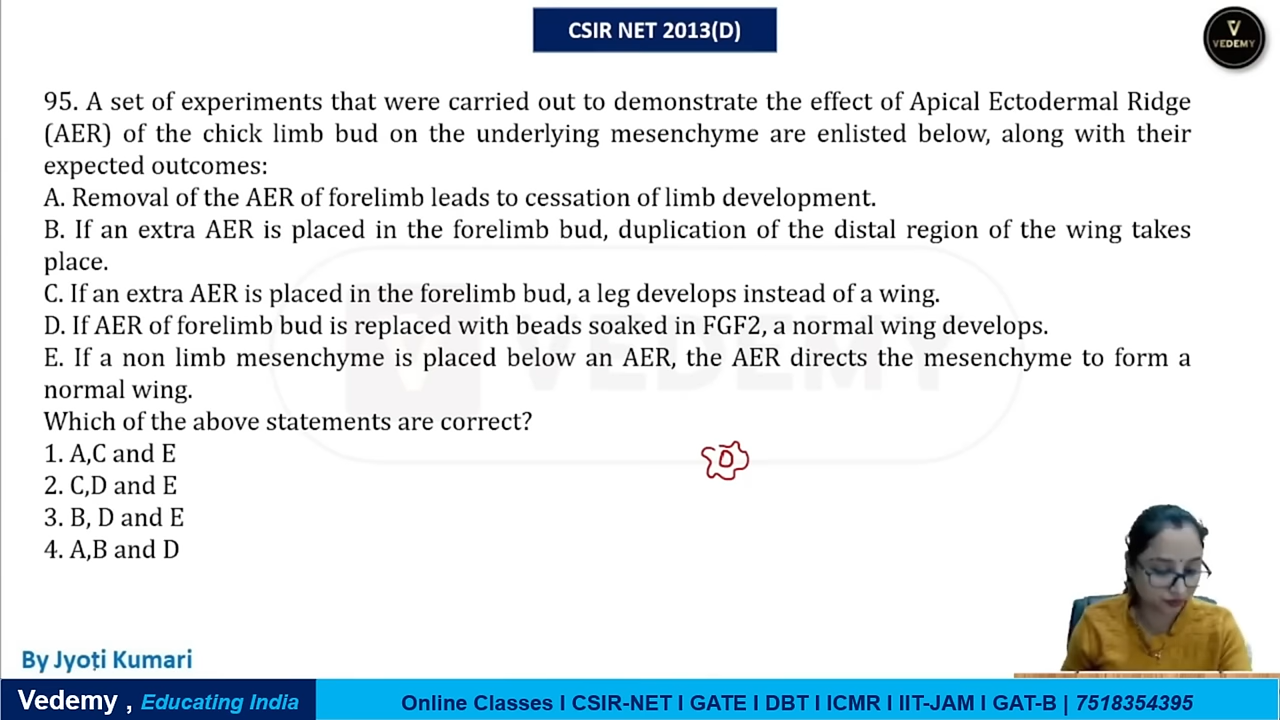 CSIR NET 2013(D)
VEDEMY
95. A set of experiments that were carried out to demonstrate the effect of Apical Ectodermal Ridge
(AER) of the chick limb bud on the underlying mesenchyme are enlisted below, along with their
expected outcomes:
A. Removal of the AER of forelimb leads to cessation of limb development.
B. If an extra AER is placed in the forelimb bud, duplication of the distal region of the wing takes
place.
C. If an extra AER is placed in the forelimb bud, a leg develops instead of a wing.
D. If AER of forelimb bud is replaced with beads soaked in FGF2, a normal wing develops.
E. If a non limb mesenchyme is placed below an AER, the AER directs the mesenchyme to form a
normal wing.
VEDEMY
Which of the above statements are correct?
1. A,C and E
2. C,D and E
3. B, D and E
4. A,B and D
D
By Jyoti Kumari
Vedemy , Educating India
Online Classes I CSIR-NET I GATE I DBT I ICMR I IIT-JAM I GAT-B | 7518354395